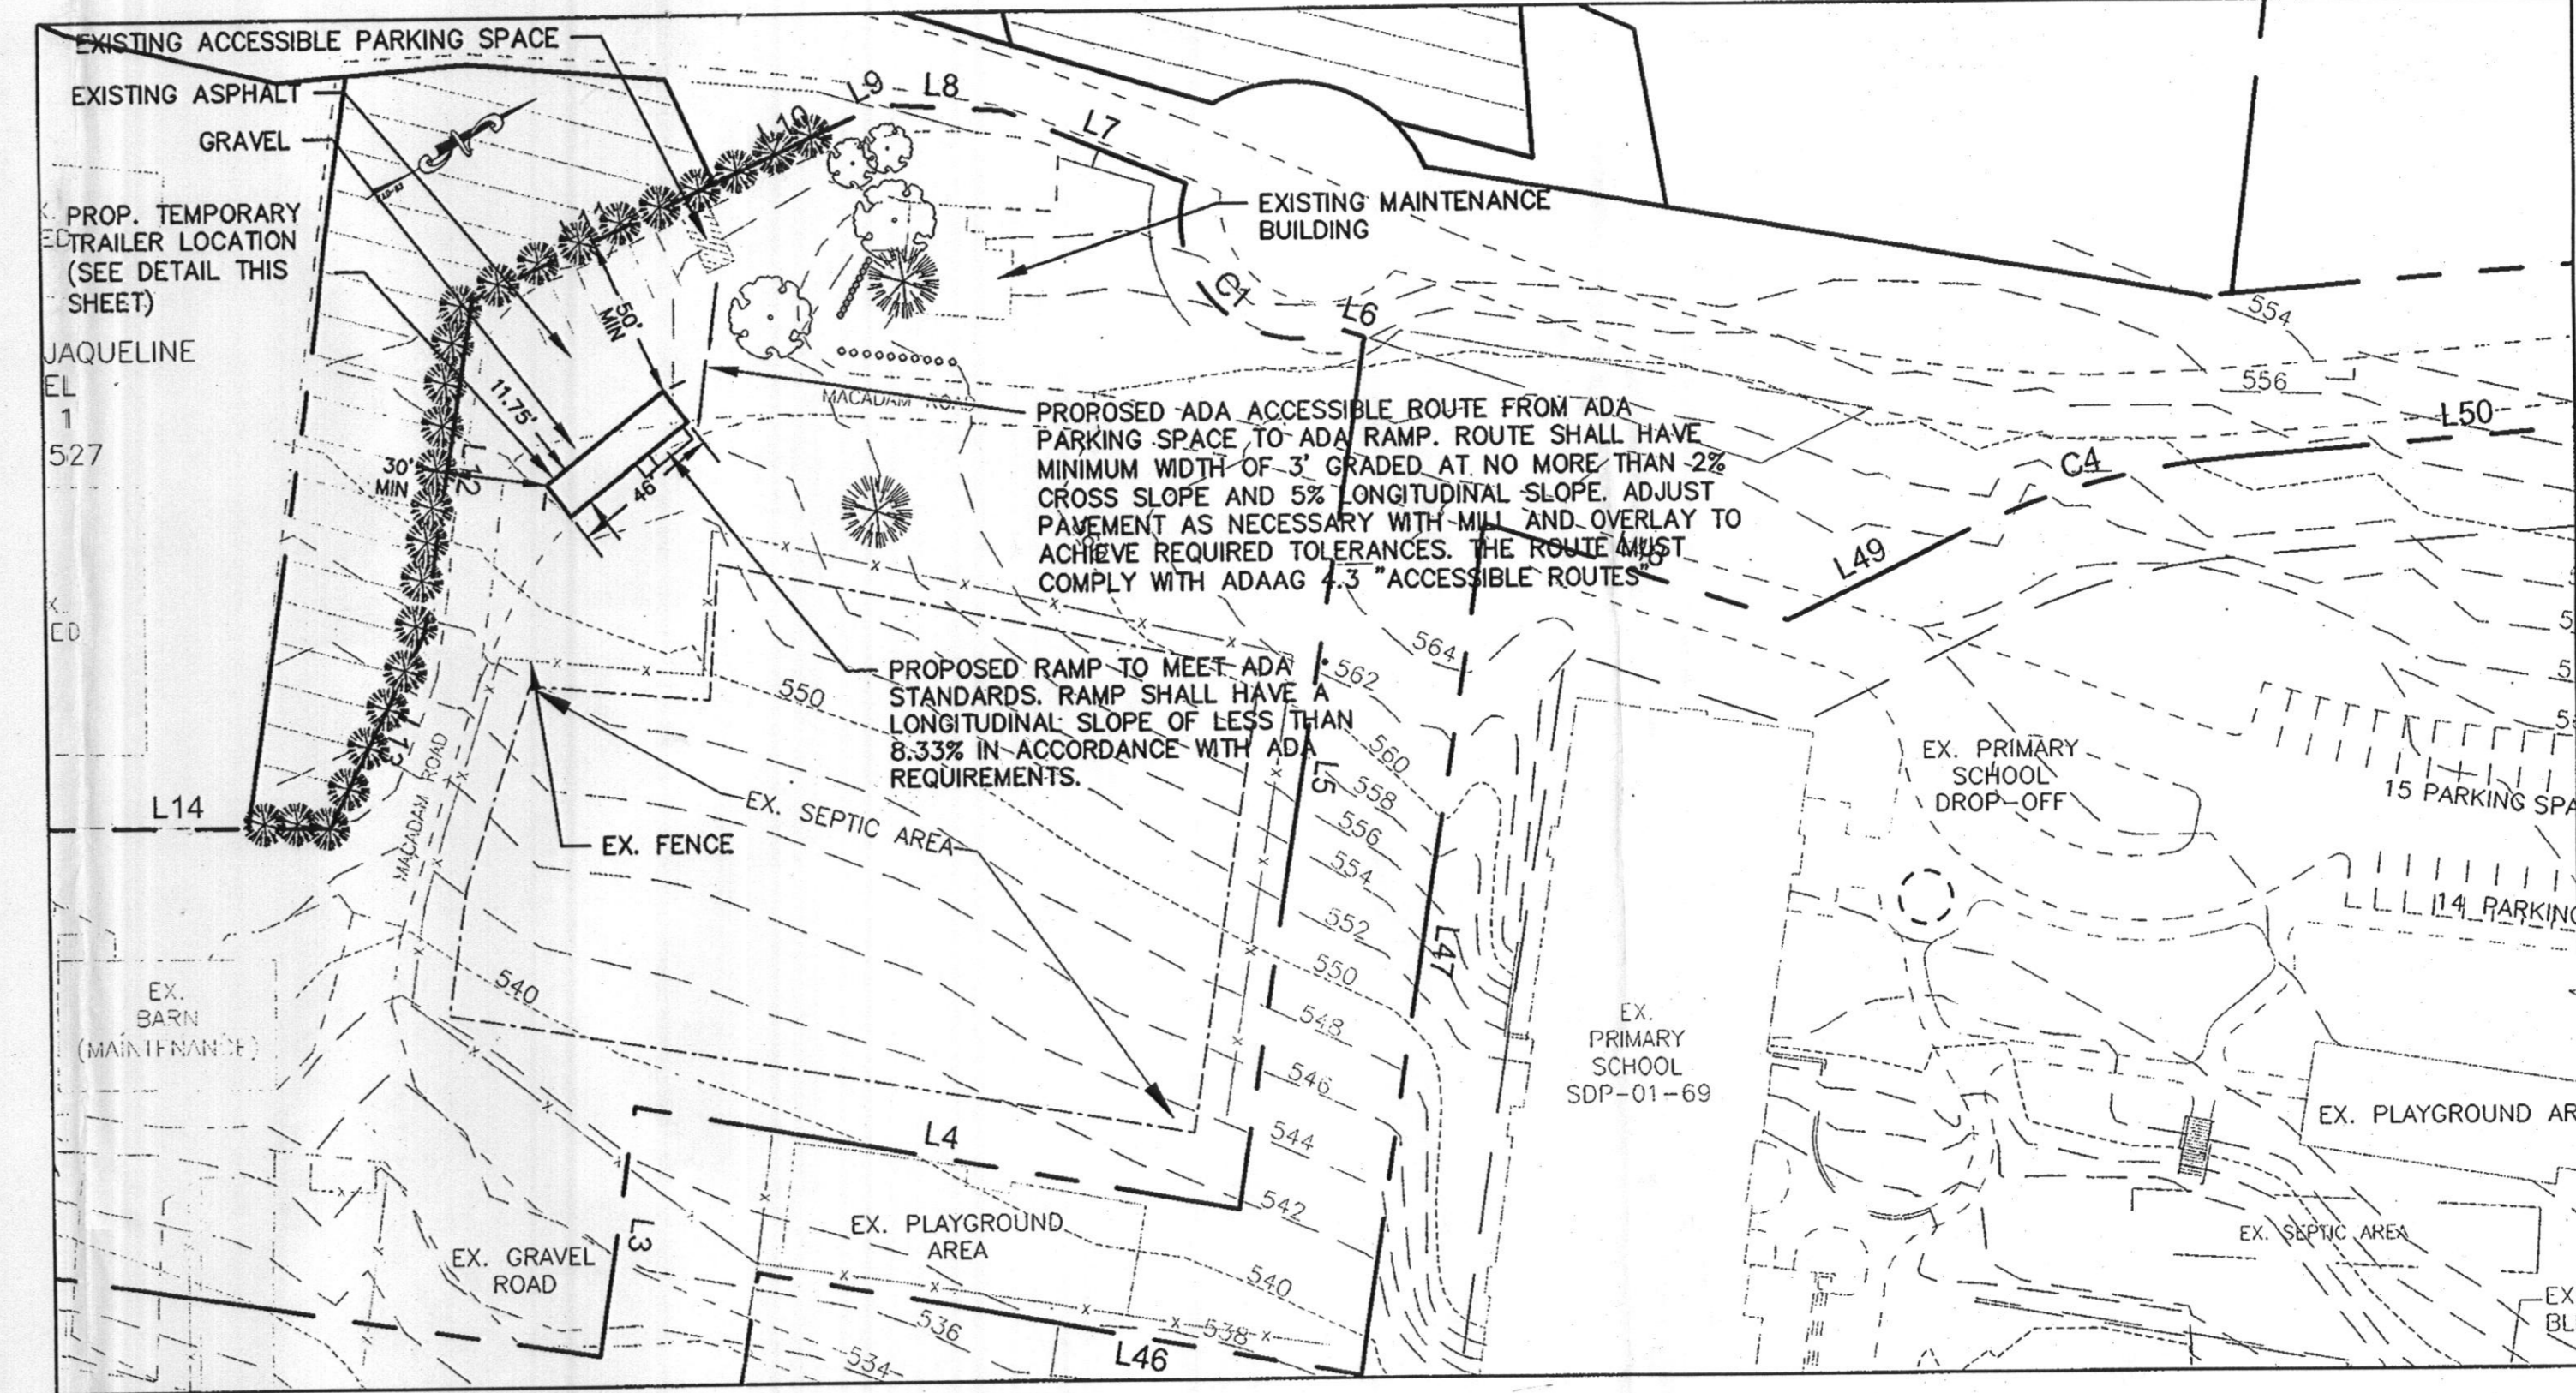 EXISTING ACCESSIBLE PARKING SPACE
EXISTING ASPHALT
GRAVEL
PROP. TEMPORARY
TRAILER LOCATION
(SEE DETAIL THIS
SHEET)
ED
JAQUELINE
EL
1
527
ED
L9
L8
L10
L7
L11
L12
L13
L14
50'
MIN
11.75'
30'
MIN
46'
EXISTING MAINTENANCE
BUILDING
C1
L6
MACADAM ROAD
PROPOSED ADA ACCESSIBLE ROUTE FROM ADA
PARKING SPACE TO ADA RAMP. ROUTE SHALL HAVE
MINIMUM WIDTH OF 3' GRADED AT NO MORE THAN 2%
CROSS SLOPE AND 5% LONGITUDINAL SLOPE. ADJUST
PAVEMENT AS NECESSARY WITH MILL AND OVERLAY TO
ACHIEVE REQUIRED TOLERANCES. THE ROUTE MUST
COMPLY WITH ADAAG 4.3 "ACCESSIBLE ROUTES"
554
556
L50
C4
L49
PROPOSED RAMP TO MEET ADA
STANDARDS. RAMP SHALL HAVE A
LONGITUDINAL SLOPE OF LESS THAN
8.33% IN ACCORDANCE WITH ADA
REQUIREMENTS.
550
564
562
560
558
556
554
552
550
548
546
544
542
540
538
L5
L47
MACADAM ROAD
EX. FENCE
EX. SEPTIC AREA
540
EX.
BARN
(MAINTENANCE)
L3
L4
EX. GRAVEL
ROAD
EX. PLAYGROUND
AREA
536
534
L46
EX.
PRIMARY
SCHOOL
SDP-01-69
EX. PRIMARY
SCHOOL
DROP-OFF
15 PARKING SPA
14 PARKING
EX. PLAYGROUND AR
EX. SEPTIC AREA
EX
BL